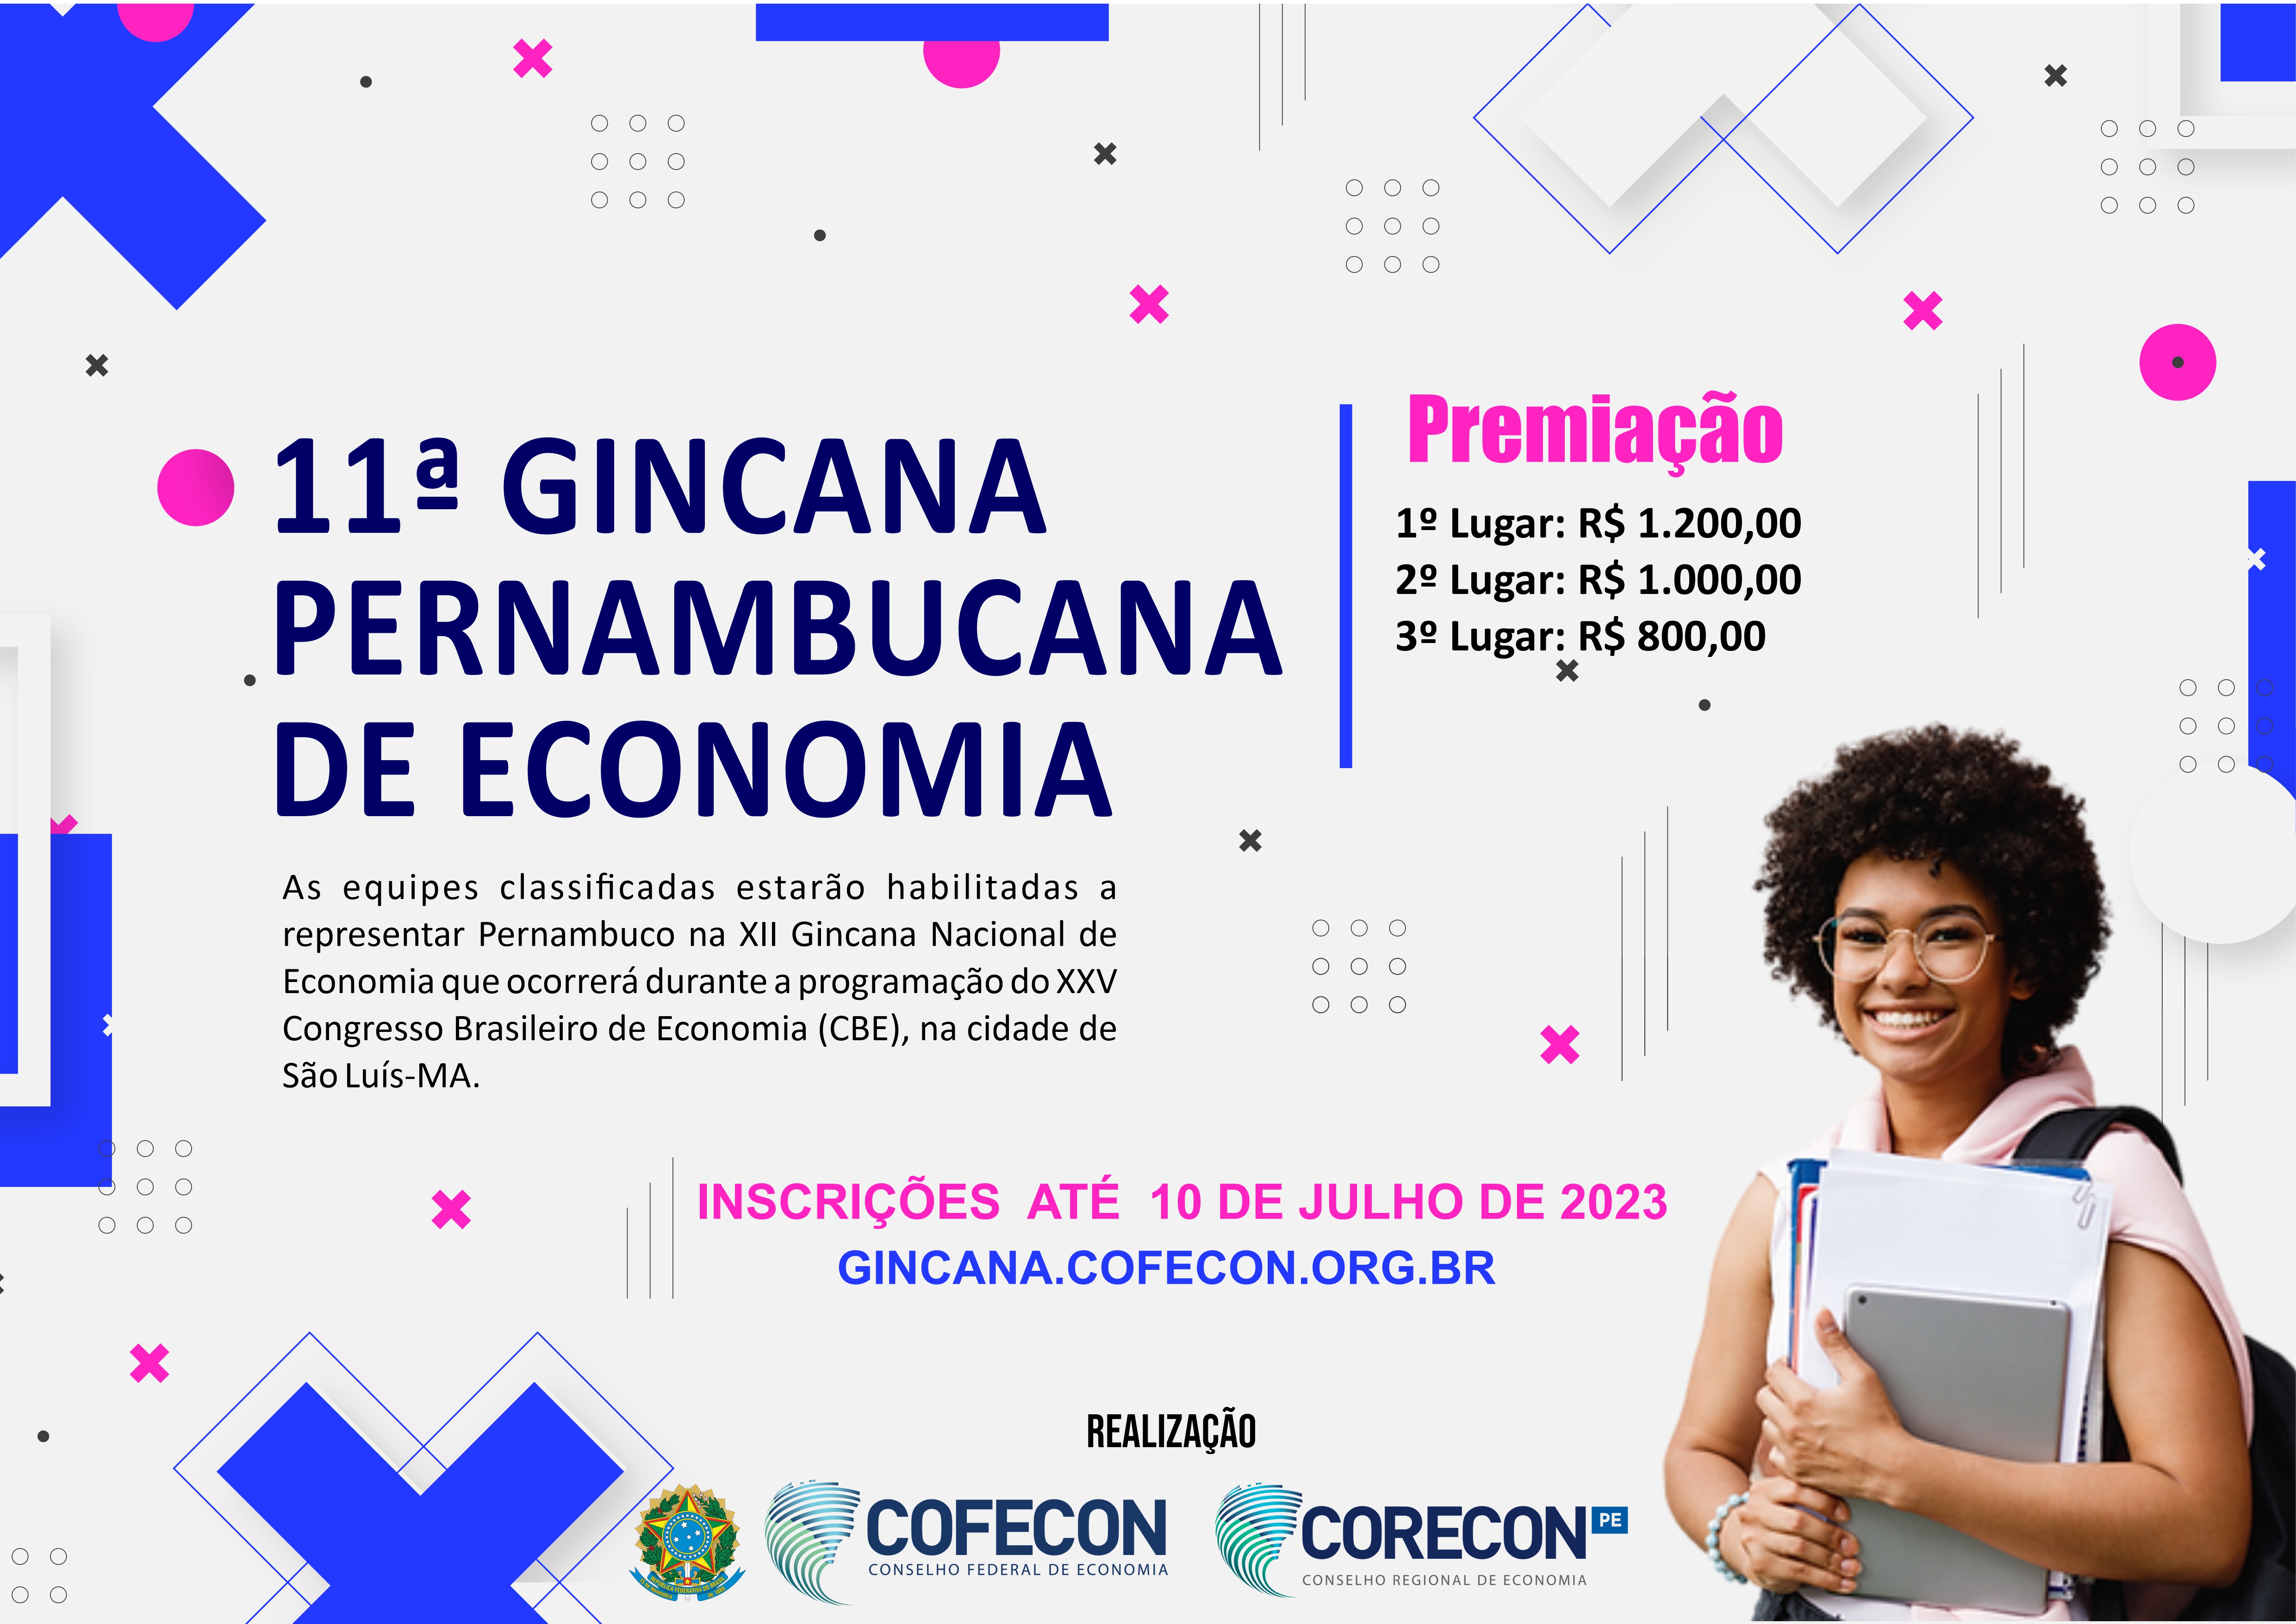 11ª GINCANA
PERNAMBUCANA
DE ECONOMIA
As equipes classificadas estarão habilitadas a
representar Pernambuco na XII Gincana Nacional de
Economia que ocorrerá durante a programação do XXV
Congresso Brasileiro de Economia (CBE), na cidade de
São Luís-MA.
Premiação
1º Lugar: R$ 1.200,00
2º Lugar: R$ 1.000,00
3º Lugar: R$ 800,00
INSCRIÇÕES ATÉ 10 DE JULHO DE 2023
GINCANA.COFECON.ORG.BR
REALIZAÇÃO
COFECON
CONSELHO FEDERAL DE ECONOMIA
CORECON PE
CONSELHO REGIONAL DE ECONOMIA